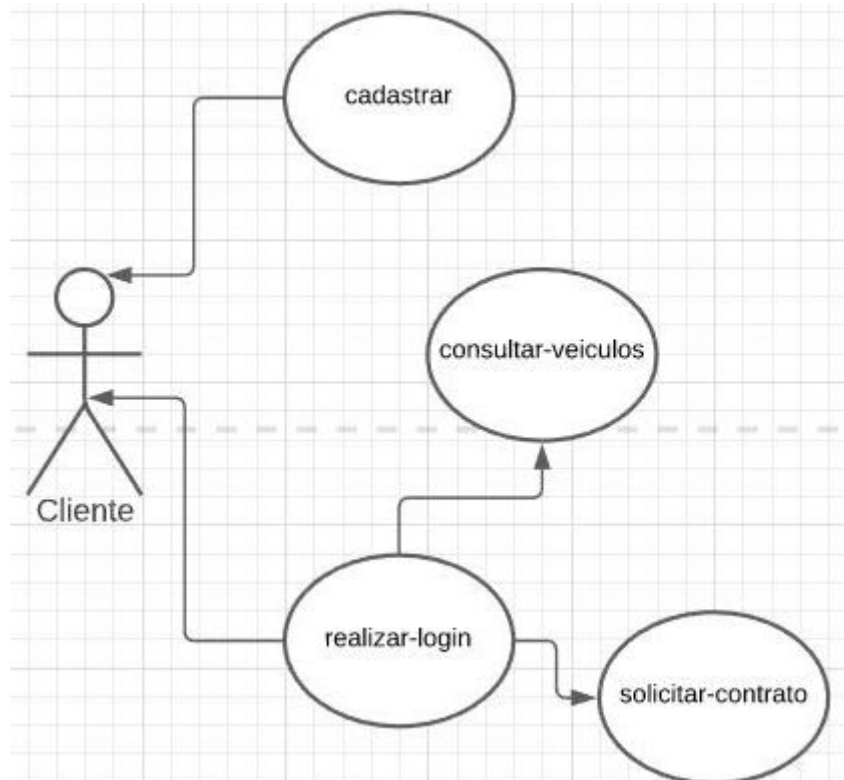 cadastrar
consultar-veiculos
Cliente
realizar-login
solicitar-contrato